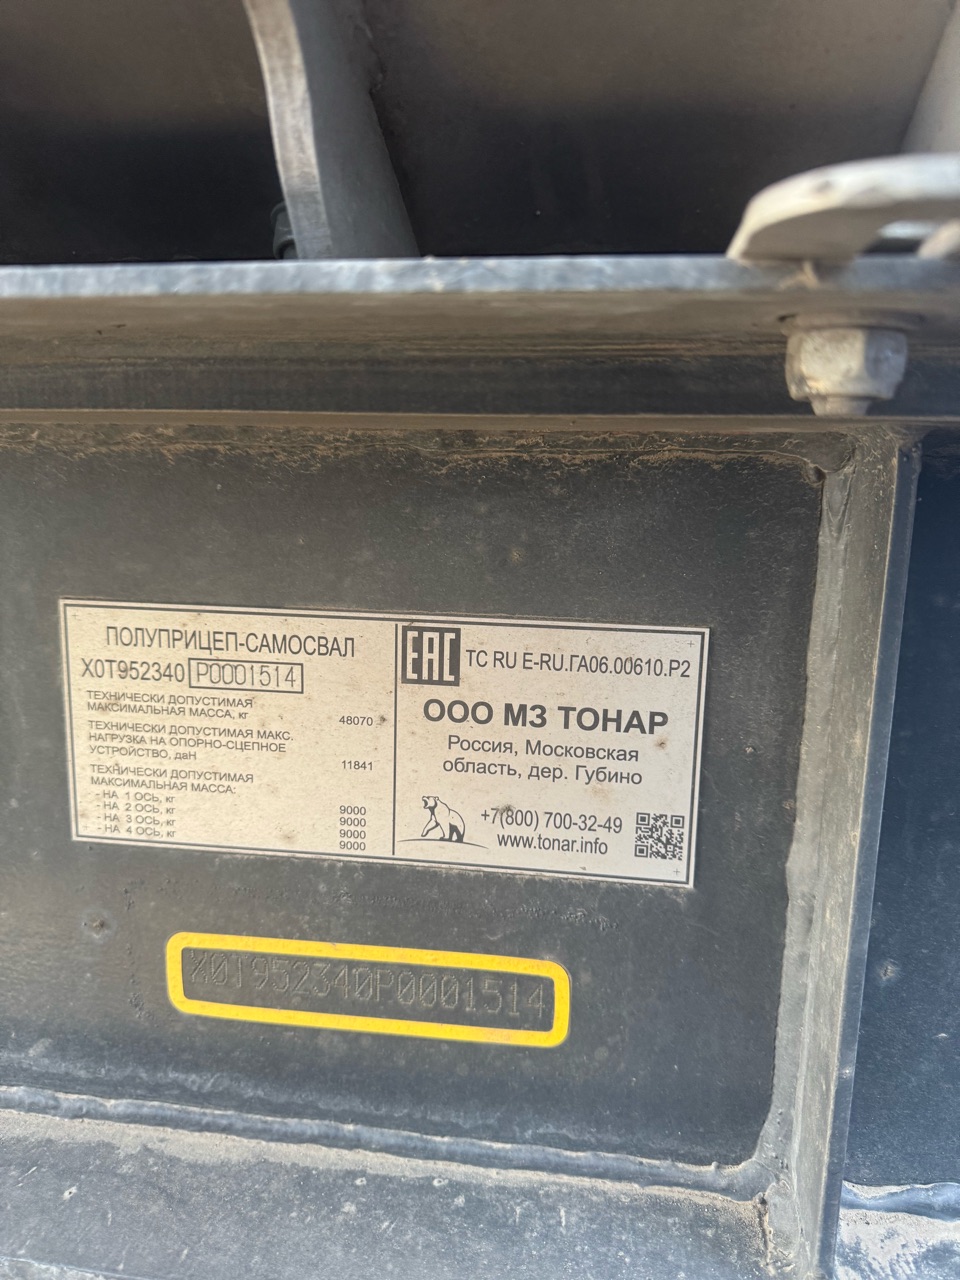 ПОЛУПРИЦЕП-САМОСВАЛ
X0T952340 P0001514
ТЕХНИЧЕСКИ ДОПУСТИМАЯ
МАКСИМАЛЬНАЯ МАССА, кг 48070
ТЕХНИЧЕСКИ ДОПУСТИМАЯ МАКС.
НАГРУЗКА НА ОПОРНО-СЦЕПНОЕ
УСТРОЙСТВО, даН 11841
ТЕХНИЧЕСКИ ДОПУСТИМАЯ
МАКСИМАЛЬНАЯ МАССА:
- НА 1 ОСЬ, кг 9000
- НА 2 ОСЬ, кг 9000
- НА 3 ОСЬ, кг 9000
- НА 4 ОСЬ, кг 9000
EAC TC RU E-RU.ГА06.00610.P2
ООО МЗ ТОНАР
Россия, Московская
область, дер. Губино
+7(800) 700-32-49
www.tonar.info
X0T952340P0001514